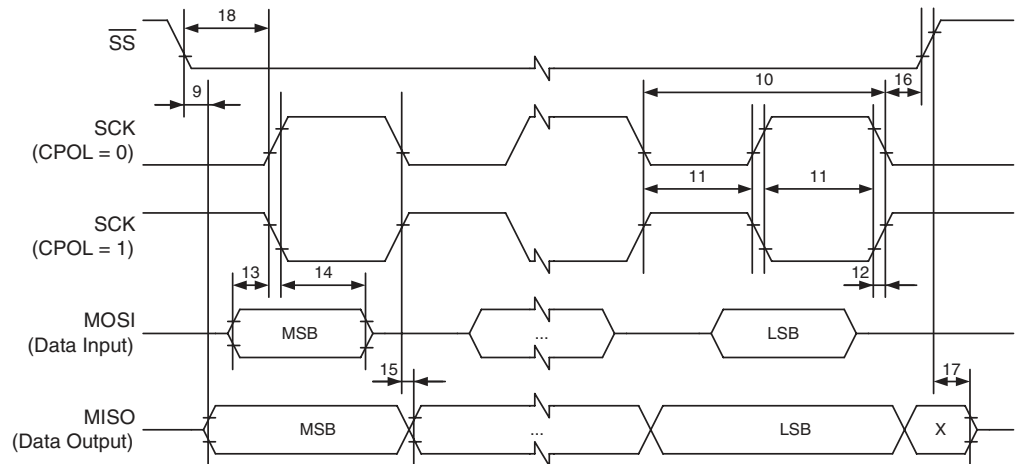 18
SS
9
10
16
SCK
(CPOL = 0)
11
11
SCK
(CPOL = 1)
13
14
12
MOSI
(Data Input)
MSB
...
LSB
15
17
MISO
(Data Output)
MSB
...
LSB
X